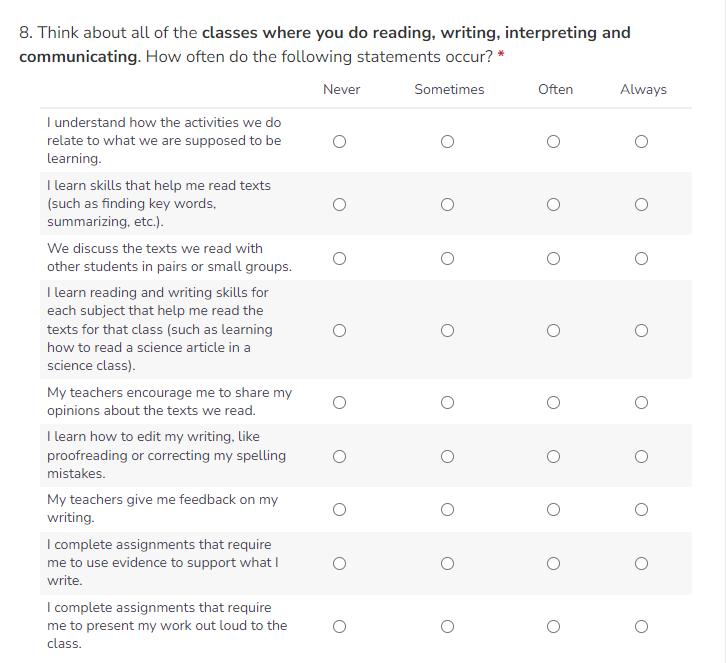 8. Think about all of the classes where you do reading, writing, interpreting and
communicating. How often do the following statements occur? *
Never Sometimes Often Always
I understand how the activities we do
relate to what we are supposed to be
learning.
I learn skills that help me read texts
(such as finding key words,
summarizing, etc.).
We discuss the texts we read with
other students in pairs or small groups.
I learn reading and writing skills for
each subject that help me read the
texts for that class (such as learning
how to read a science article in a
science class).
My teachers encourage me to share my
opinions about the texts we read.
I learn how to edit my writing, like
proofreading or correcting my spelling
mistakes.
My teachers give me feedback on my
writing.
I complete assignments that require
me to use evidence to support what I
write.
I complete assignments that require
me to present my work out loud to the
class.